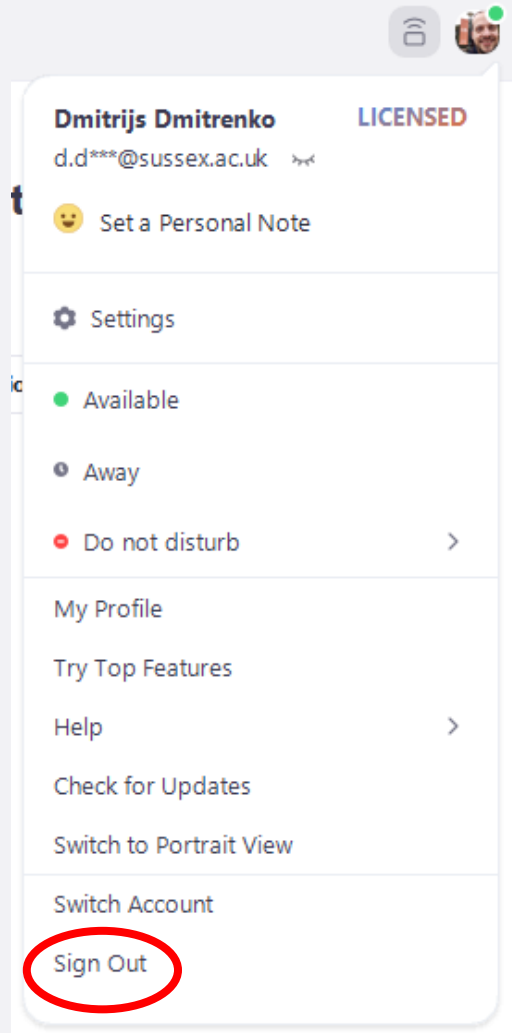 Dmitrijs Dmitrenko LICENSED
d.d***@sussex.ac.uk
t
Set a Personal Note
Settings
Available
Away
Do not disturb
My Profile
Try Top Features
Help
Check for Updates
Switch to Portrait View
Switch Account
Sign Out